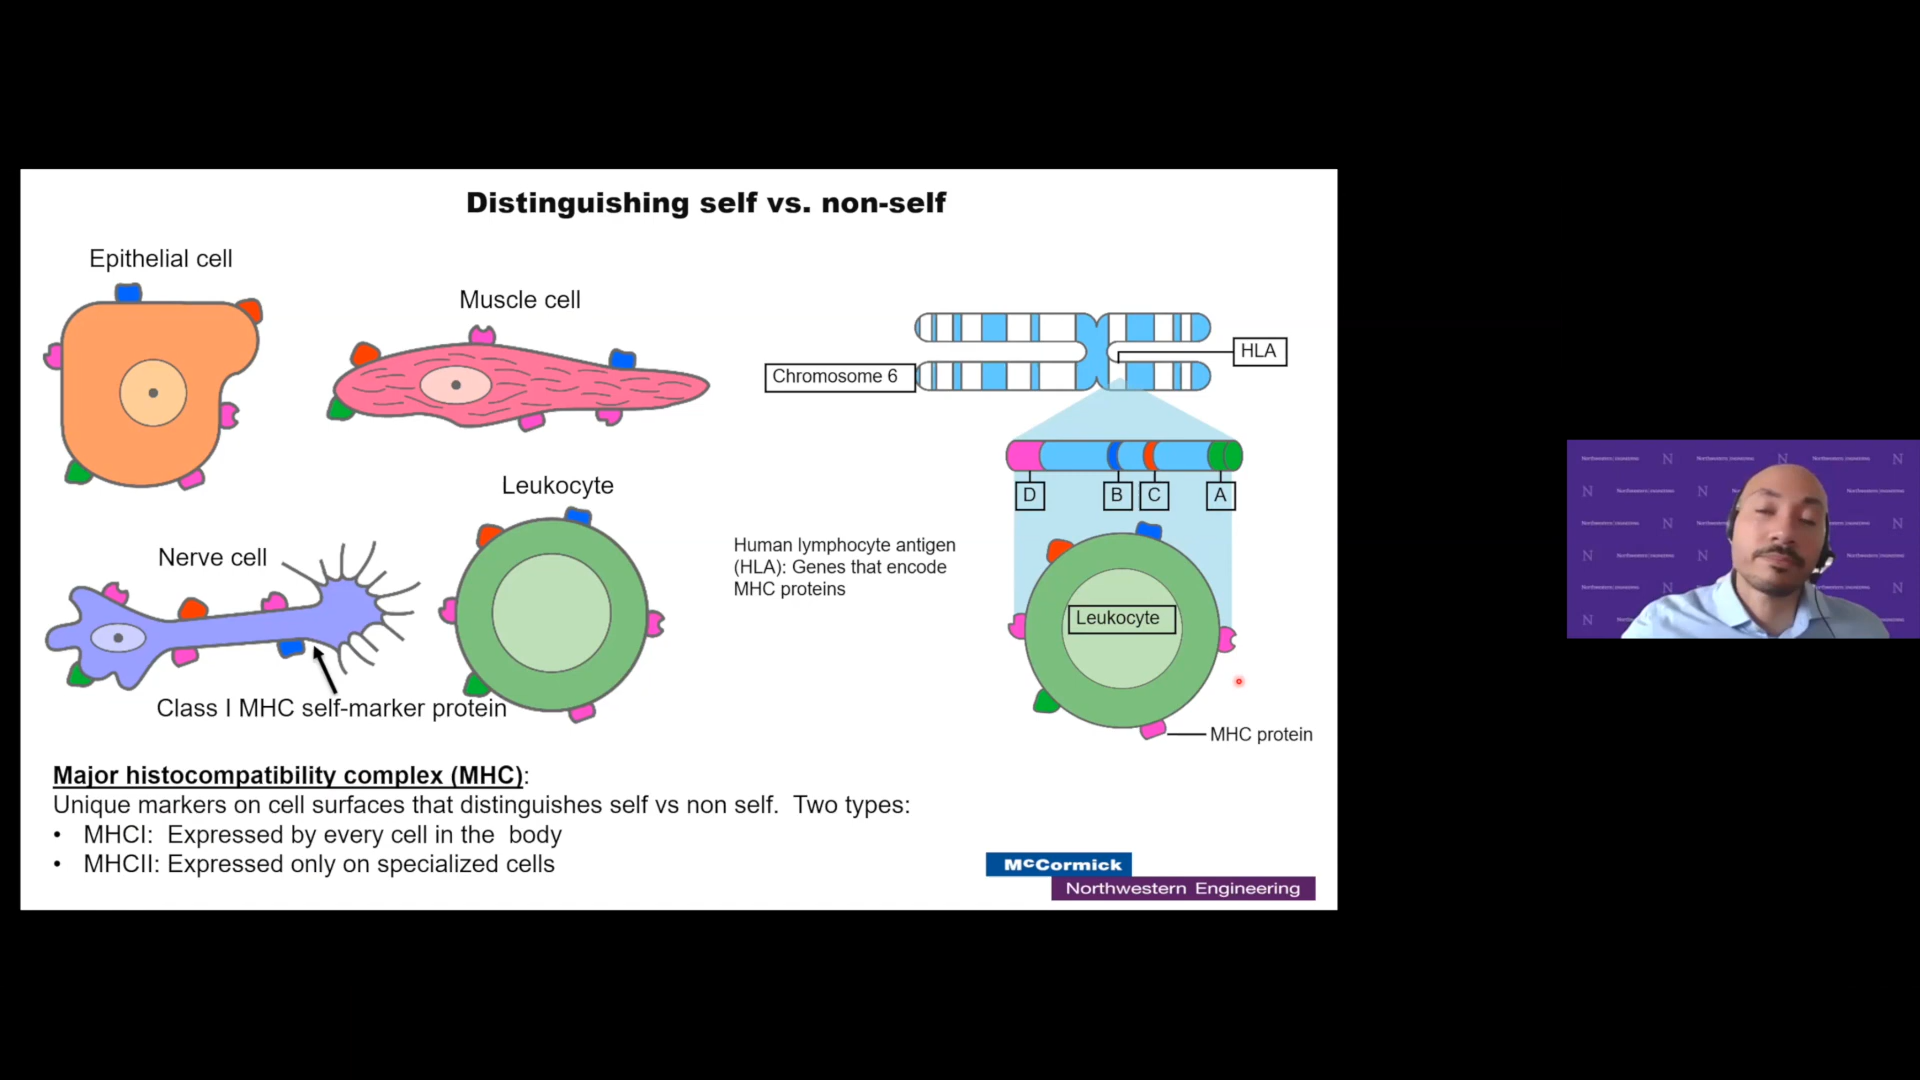 Distinguishing self vs. non-self
Epithelial cell
Muscle cell
Chromosome 6
HLA
D
B
C
A
Leukocyte
Nerve cell
Human lymphocyte antigen
(HLA): Genes that encode
MHC proteins
Leukocyte
Class I MHC self-marker protein
MHC protein
Major histocompatibility complex (MHC):
Unique markers on cell surfaces that distinguishes self vs non self. Two types:
• MHCI: Expressed by every cell in the body
• MHCII: Expressed only on specialized cells
McCormick
Northwestern Engineering